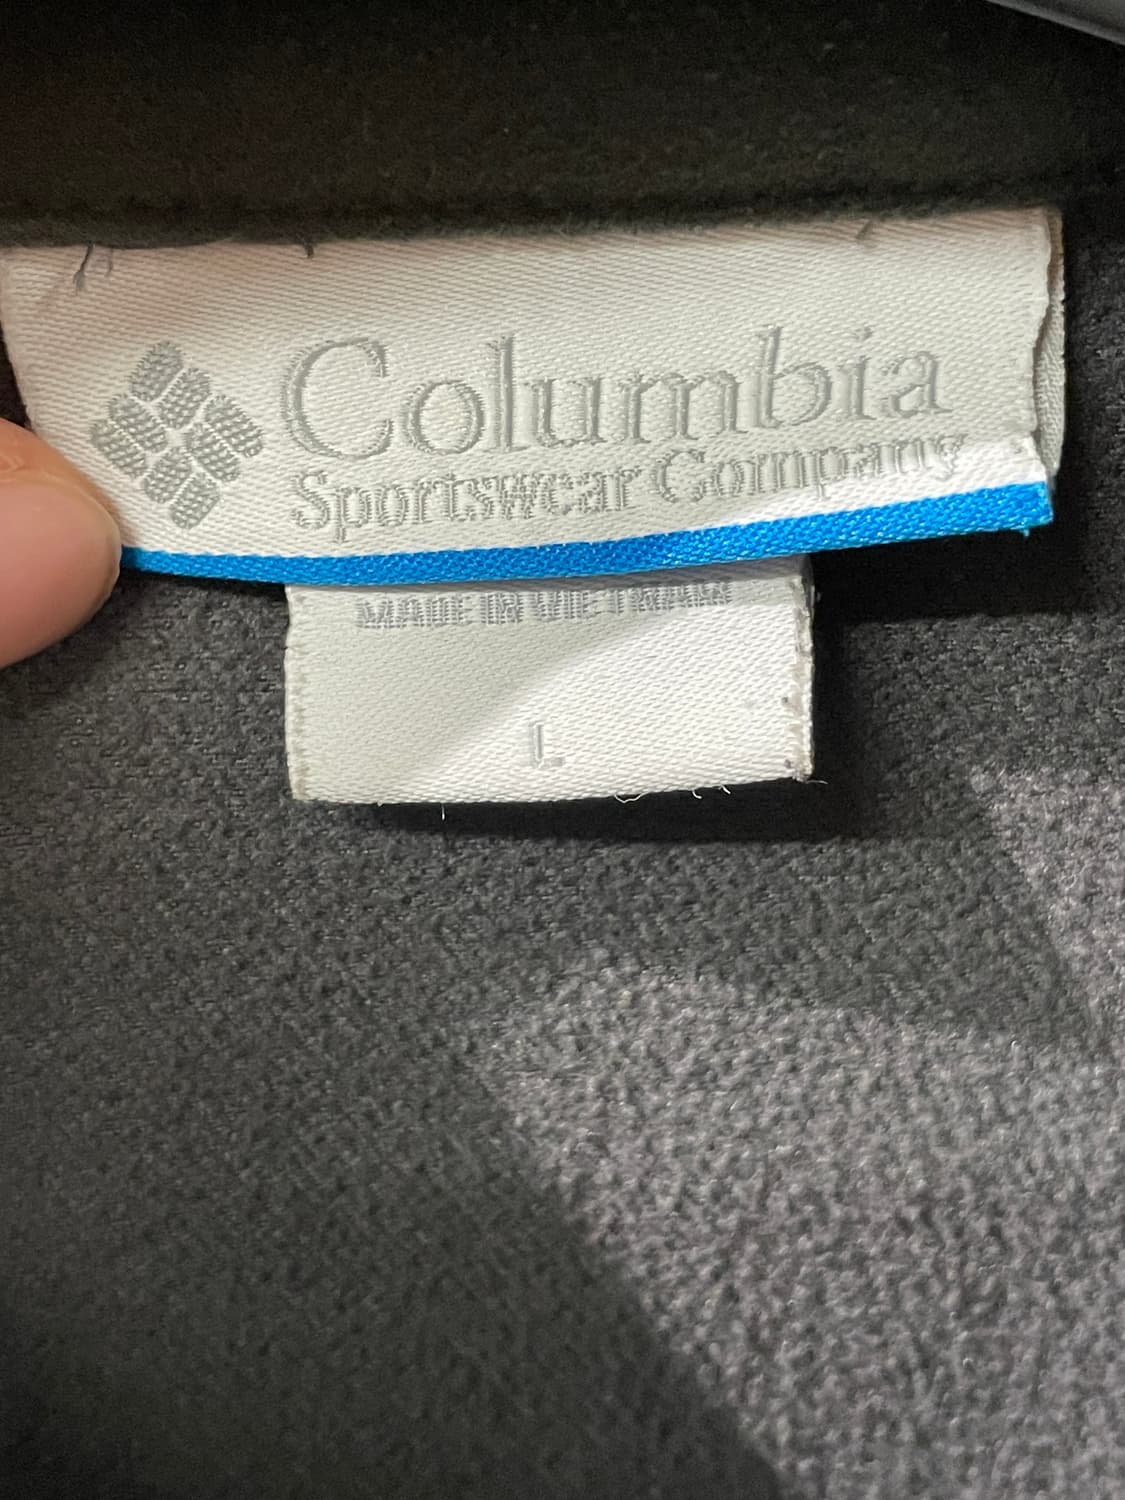 Columbia
Sportswear Company
MADE IN VIETNAM
L